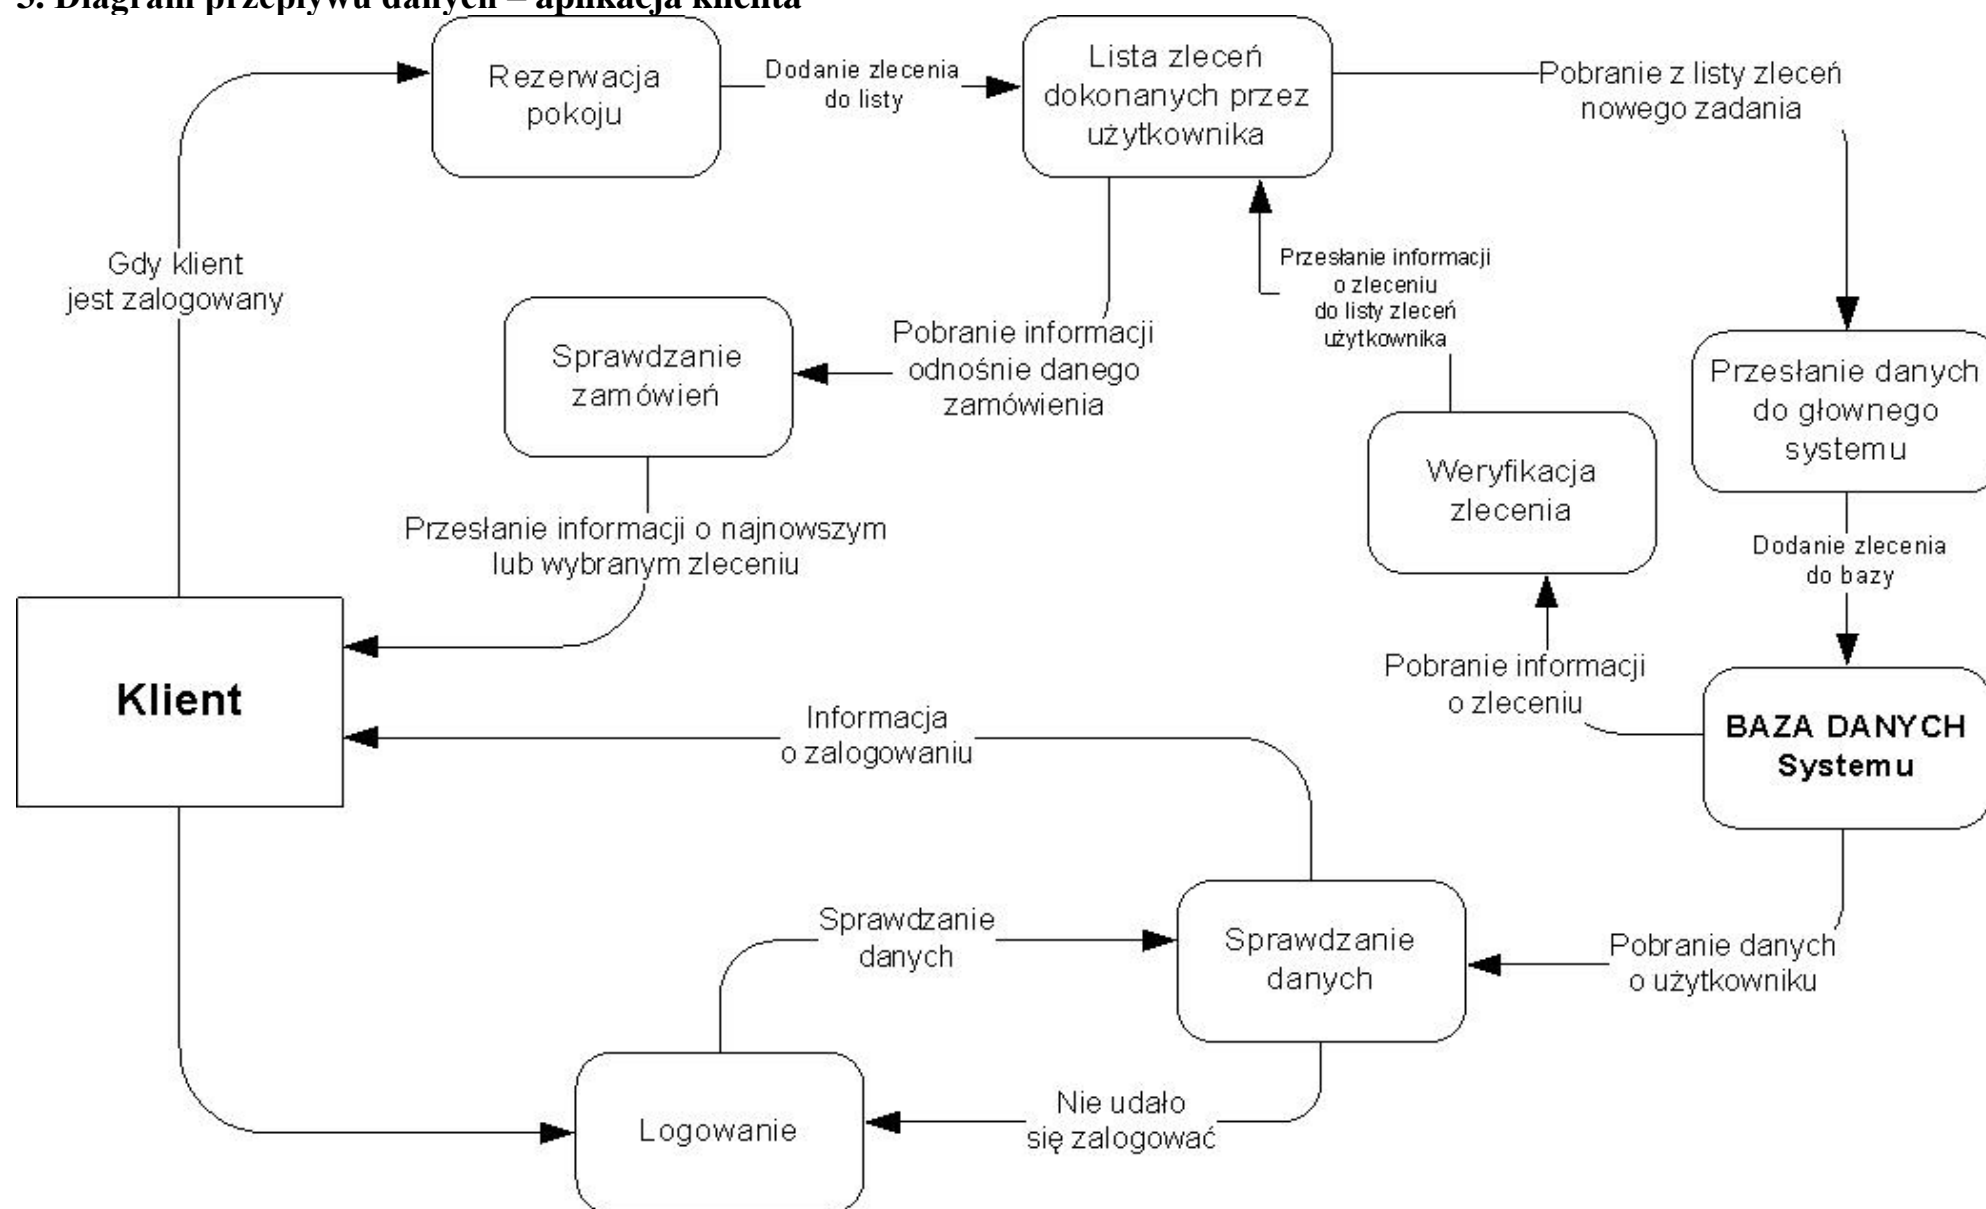 3. Diagram przepływu danych – aplikacja klienta
Rezerwacja
pokoju
Dodanie zlecenia
do listy
Lista zleceń
dokonanych przez
użytkownika
Pobranie z listy zleceń
nowego zadania
Gdy klient
jest zalogowany
Przesłanie informacji
o zleceniu
do listy zleceń
użytkownika
Sprawdzanie
zamówień
Pobranie informacji
odnośnie danego
zamówienia
Przesłanie danych
do głownego
systemu
Weryfikacja
zlecenia
Przesłanie informacji o najnowszym
lub wybranym zleceniu
Dodanie zlecenia
do bazy
Klient
Pobranie informacji
o zleceniu
Informacja
o zalogowaniu
BAZA DANYCH
Systemu
Sprawdzanie
danych
Sprawdzanie
danych
Pobranie danych
o użytkowniku
Logowanie
Nie udało
się zalogować